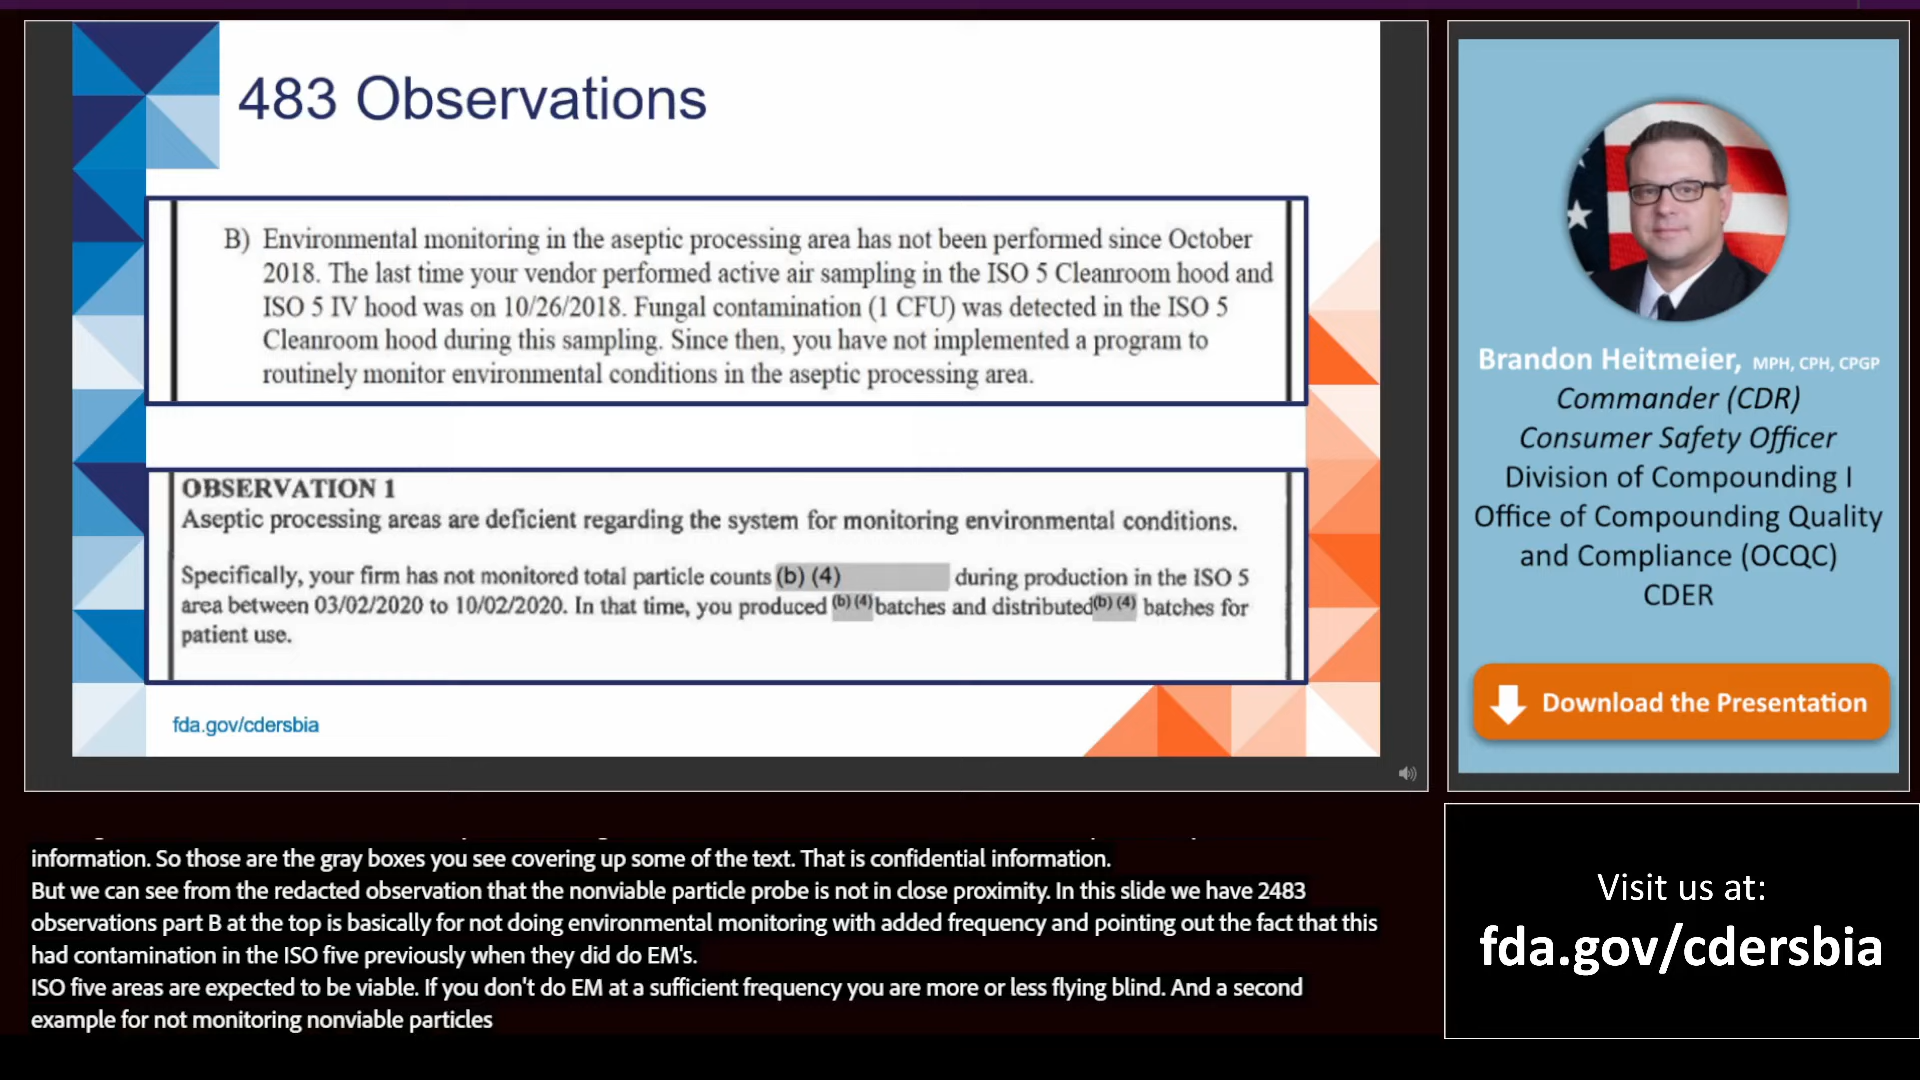 483 Observations
B) Environmental monitoring in the aseptic processing area has not been performed since October
2018. The last time your vendor performed active air sampling in the ISO 5 Cleanroom hood and
ISO 5 IV hood was on 10/26/2018. Fungal contamination (1 CFU) was detected in the ISO 5
Cleanroom hood during this sampling. Since then, you have not implemented a program to
routinely monitor environmental conditions in the aseptic processing area.
OBSERVATION 1
Aseptic processing areas are deficient regarding the system for monitoring environmental conditions.
Specifically, your firm has not monitored total particle counts (b) (4) during production in the ISO 5
area between 03/02/2020 to 10/02/2020. In that time, you produced (b) (4) batches and distributed (b) (4) batches for
patient use.
fda.gov/cdersbia
Brandon Heitmeier, MPH, CPH, CPGP
Commander (CDR)
Consumer Safety Officer
Division of Compounding I
Office of Compounding Quality
and Compliance (OCQC)
CDER
Download the Presentation
information. So those are the gray boxes you see covering up some of the text. That is confidential information.
But we can see from the redacted observation that the nonviable particle probe is not in close proximity. In this slide we have 2483
observations part B at the top is basically for not doing environmental monitoring with added frequency and pointing out the fact that this
had contamination in the ISO five previously when they did do EM's.
ISO five areas are expected to be viable. If you don't do EM at a sufficient frequency you are more or less flying blind. And a second
example for not monitoring nonviable particles
Visit us at:
fda.gov/cdersbia